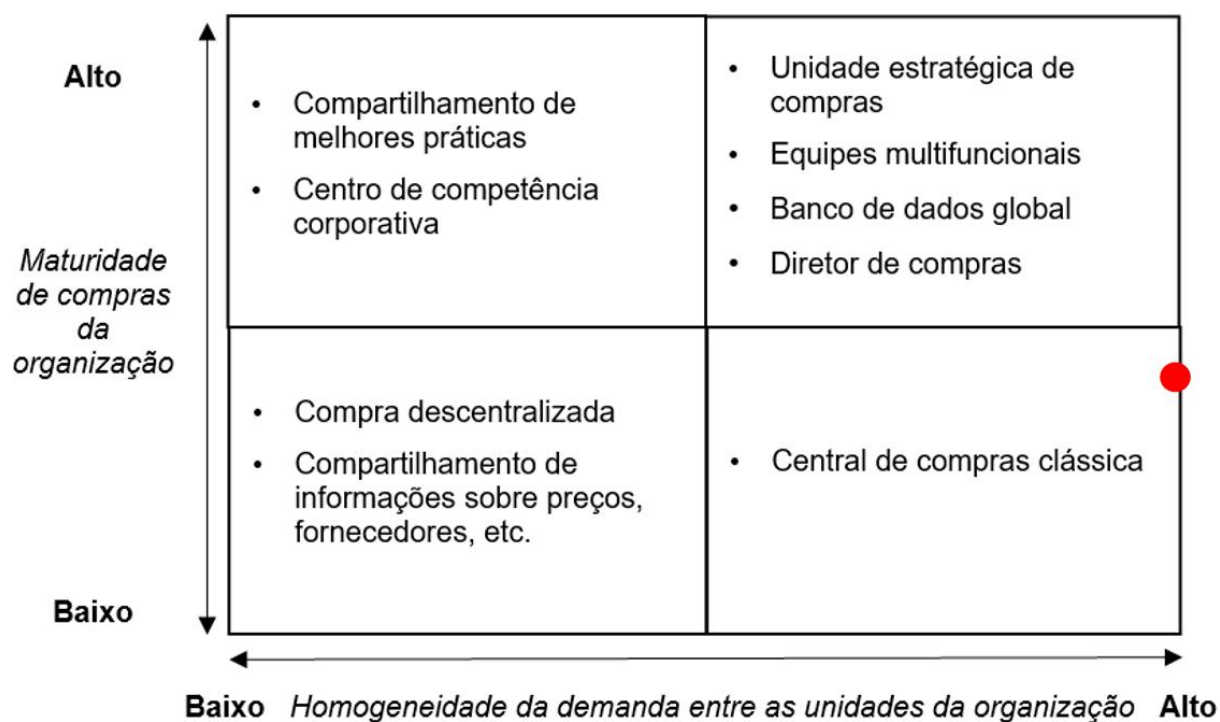 Alto
Maturidade
de compras
da
organização
Baixo
• Compartilhamento de
melhores práticas
• Centro de competência
corporativa
• Unidade estratégica de
compras
• Equipes multifuncionais
• Banco de dados global
• Diretor de compras
• Compra descentralizada
• Compartilhamento de
informações sobre preços,
fornecedores, etc.
• Central de compras clássica
Baixo Homogeneidade da demanda entre as unidades da organização Alto